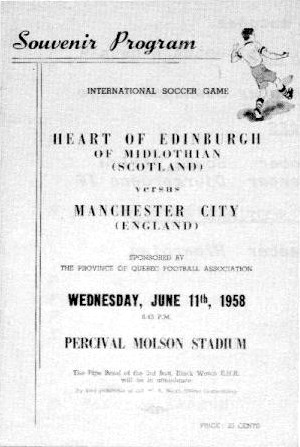 Souvenir Program
INTERNATIONAL SOCCER GAME
HEART OF EDINBURGH
OF MIDLOTHIAN
(SCOTLAND)
versus
MANCHESTER CITY
(ENGLAND)
SPONSORED BY
THE PROVINCE OF QUEBEC FOOTBALL ASSOCIATION
WEDNESDAY, JUNE 11th, 1958
8.45 P.M.
PERCIVAL MOLSON STADIUM
The Pipe Band of the 3rd Batt. Black Watch R.H.R.
will be in attendance
PRICE: 25 CENTS